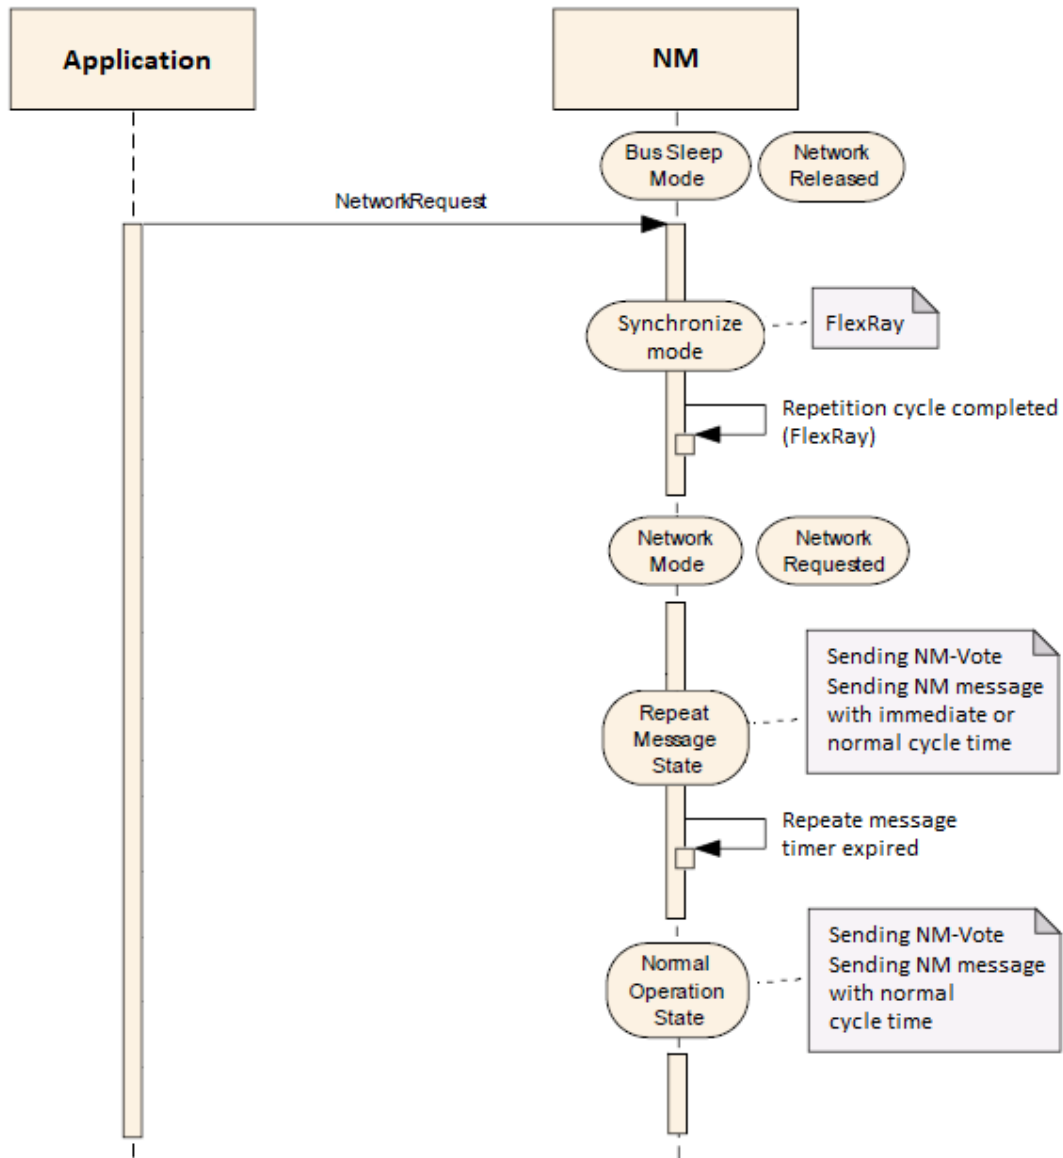 Application
NM
Bus Sleep
Mode
Network
Released
NetworkRequest
Synchronize
mode
FlexRay
Repetition cycle completed
(FlexRay)
Network
Mode
Network
Requested
Sending NM-Vote
Sending NM message
with immediate or
normal cycle time
Repeat
Message
State
Repeate message
timer expired
Sending NM-Vote
Sending NM message
with normal
cycle time
Normal
Operation
State